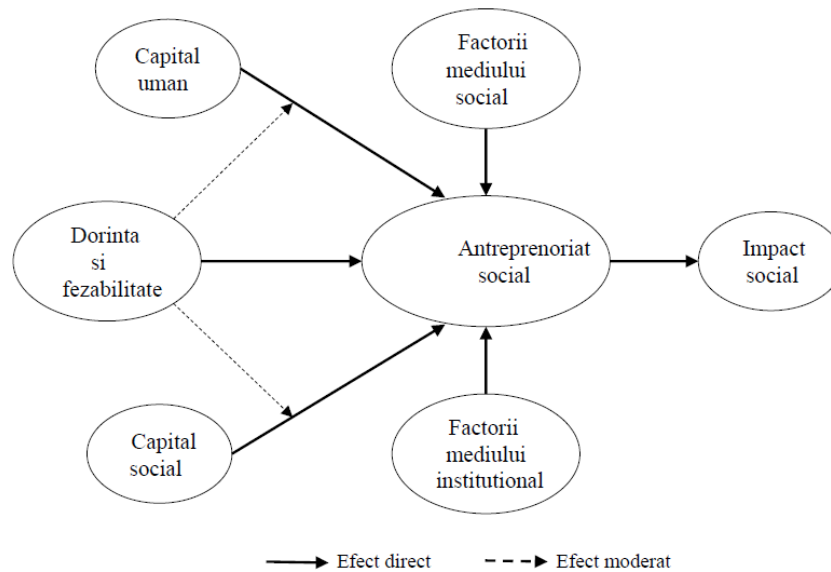 Capital
uman
Factorii
mediului
social
Dorinta
si
fezabilitate
Antreprenoriat
social
Impact
social
Capital
social
Factorii
mediului
institutional
Efect direct
Efect moderat